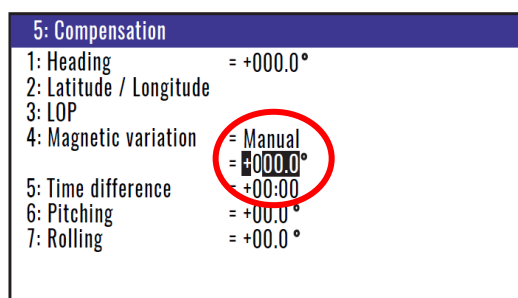 5: Compensation
1: Heading = +000.0°
2: Latitude / Longitude
3: LOP
4: Magnetic variation = Manual
= +000.0°
5: Time difference = +00:00
6: Pitching = +00.0°
7: Rolling = +00.0°